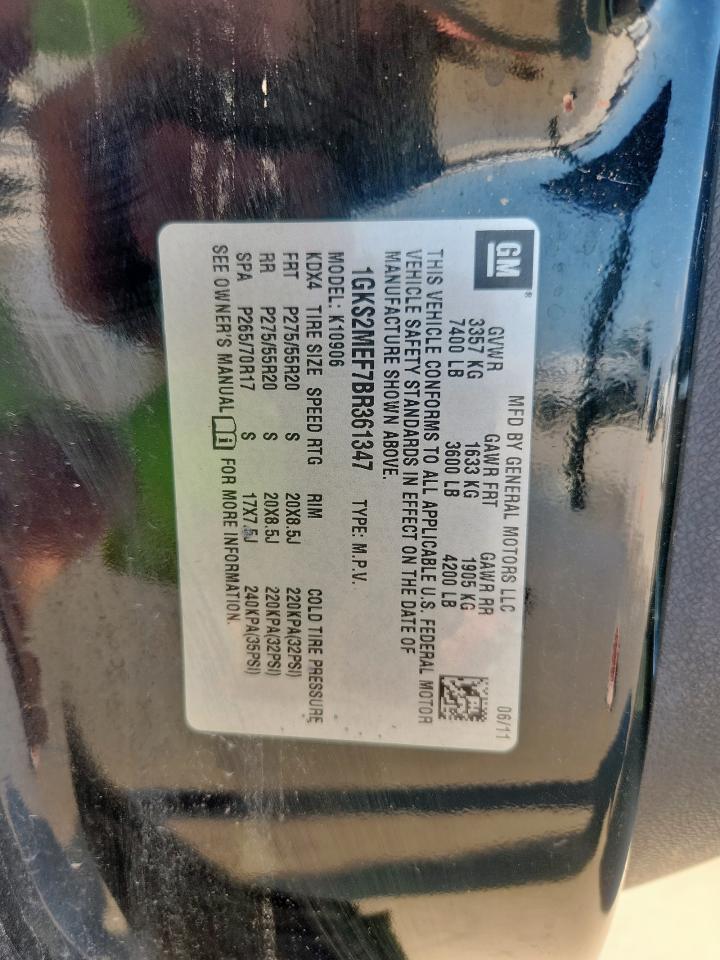 GM®
MFD BY GENERAL MOTORS LLC 06/11
GVWR GAWR FRT GAWR RR
3357 KG 1633 KG 1905 KG
7400 LB 3600 LB 4200 LB
THIS VEHICLE CONFORMS TO ALL APPLICABLE U.S. FEDERAL MOTOR
VEHICLE SAFETY STANDARDS IN EFFECT ON THE DATE OF
MANUFACTURE SHOWN ABOVE.
1GKS2MEF7BR361347 TYPE: M.P.V.
MODEL: K10906
KDX4 TIRE SIZE SPEED RTG RIM COLD TIRE PRESSURE
FRT P275/55R20 S 20X8.5J 220KPA(32PSI)
RR P275/55R20 S 20X8.5J 220KPA(32PSI)
SPA P265/70R17 S 17X7.5J 240KPA(35PSI)
SEE OWNER'S MANUAL i FOR MORE INFORMATION.